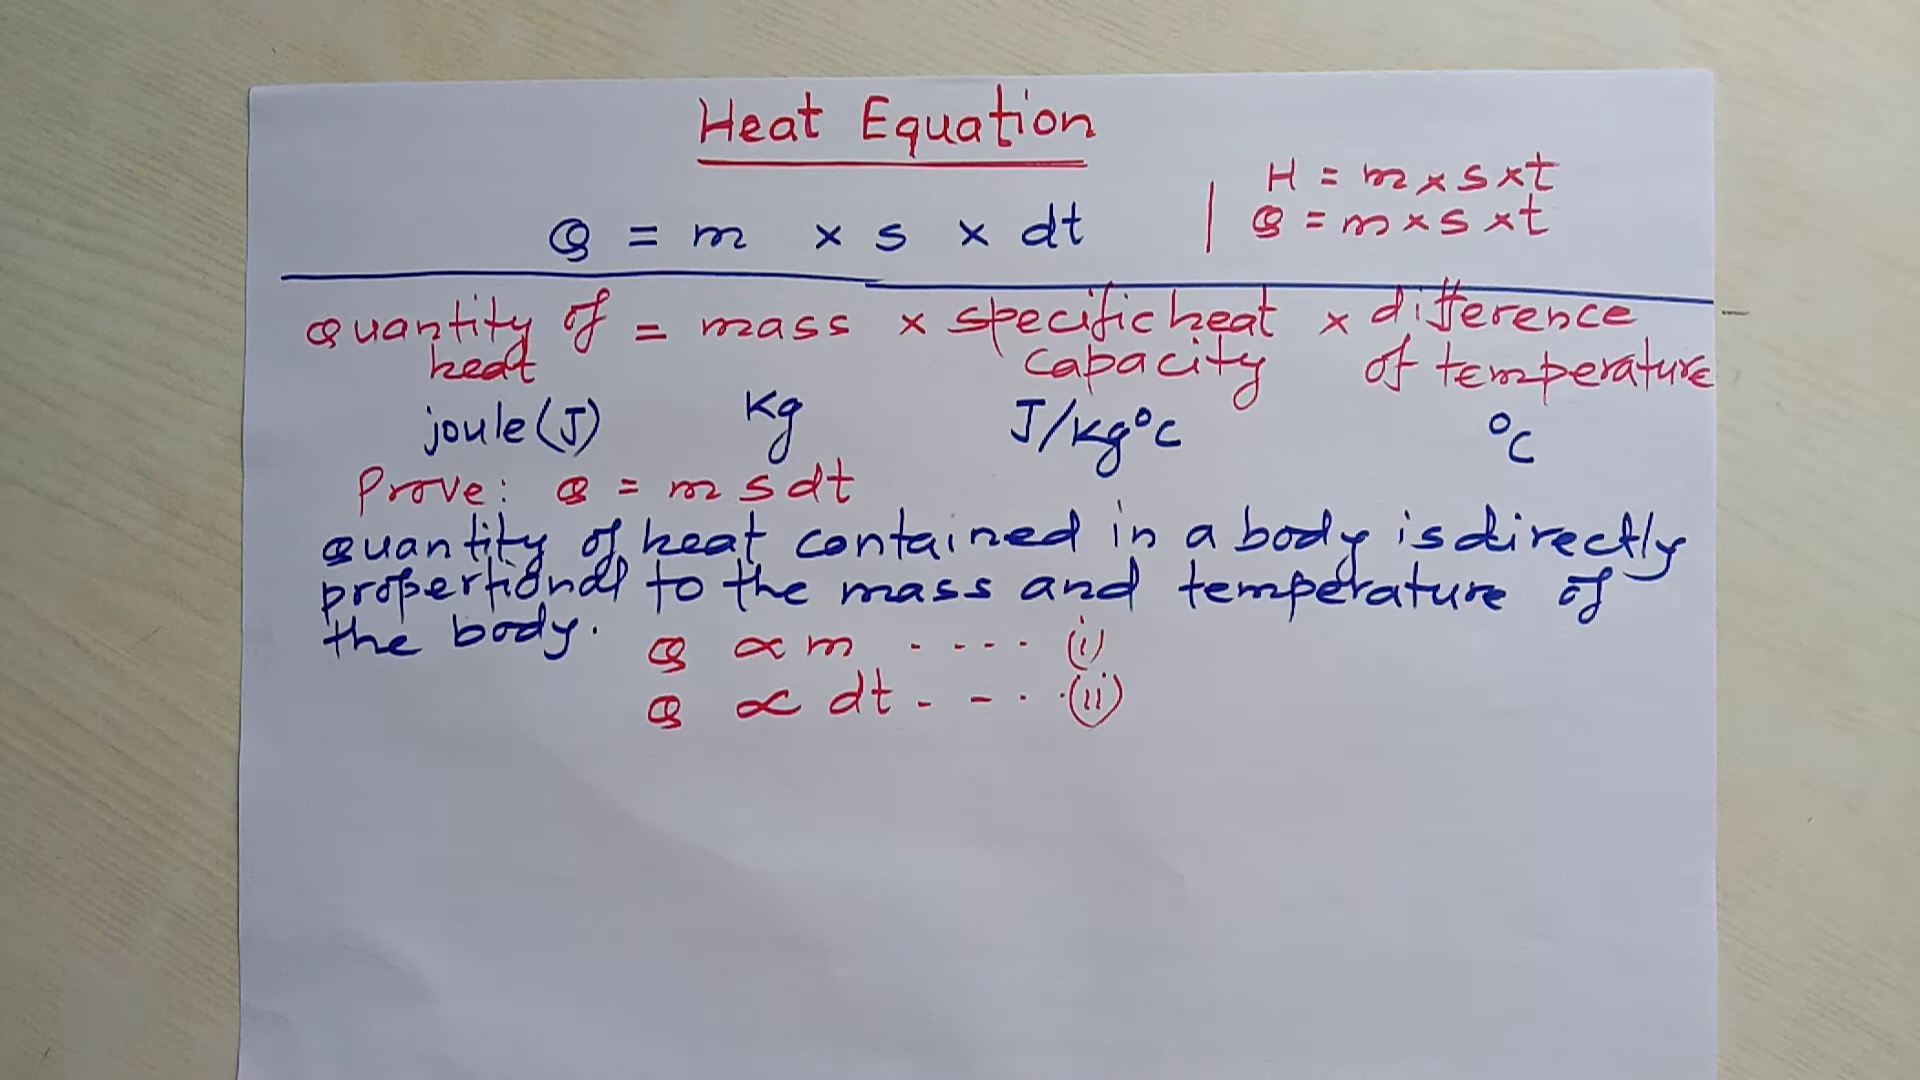 Heat Equation
H = m x s x t
Q = m x s x dt | Q = m x s x t
Quantity of = mass x specific heat x difference
heat capacity of temperature
joule (J) Kg J/kg°C °C
Prove: Q = m s dt
Quantity of heat contained in a body is directly
propertional to the mass and temperature of
the body.
Q ∝ m ..... (i)
Q ∝ dt - - . . (ii)